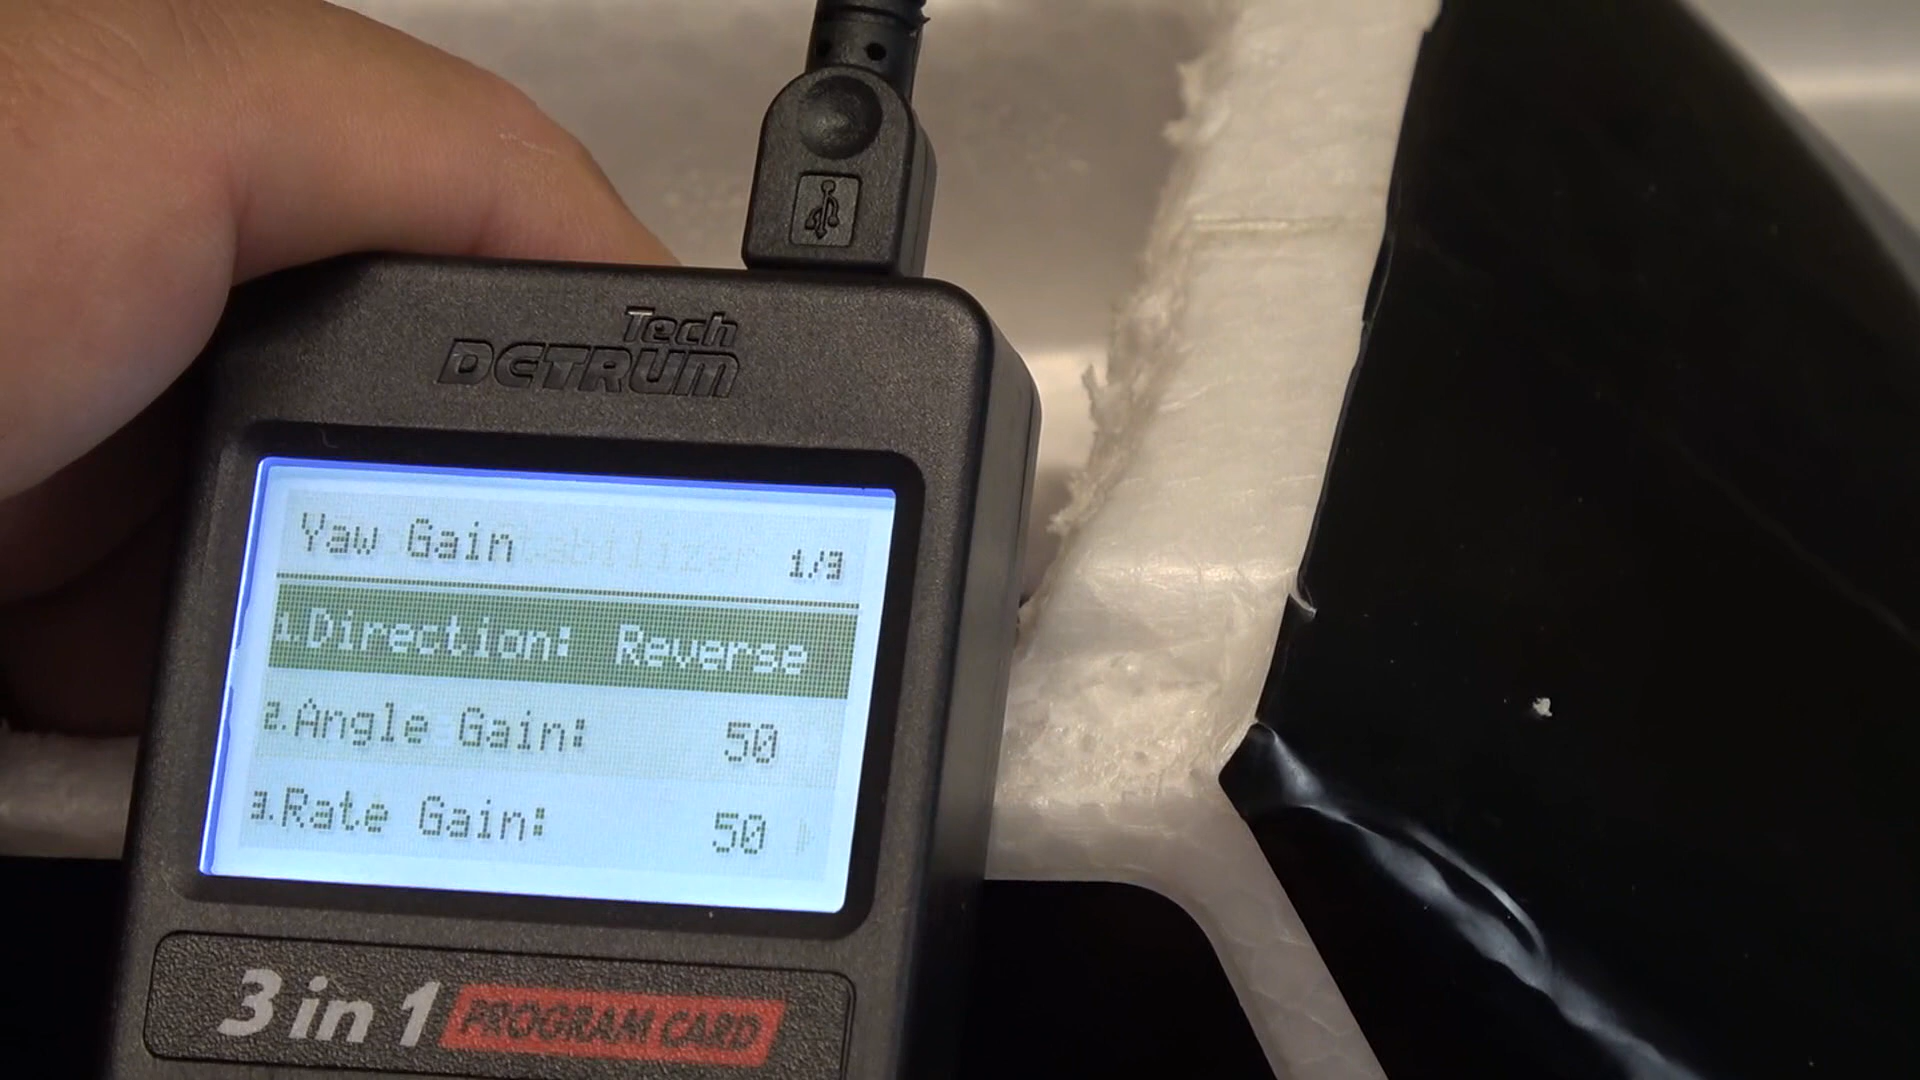 Tech
DETRUM
Yaw Gain 1/3
1.Direction: Reverse
2.Angle Gain: 50
3.Rate Gain: 50
3 in 1 PROGRAM CARD